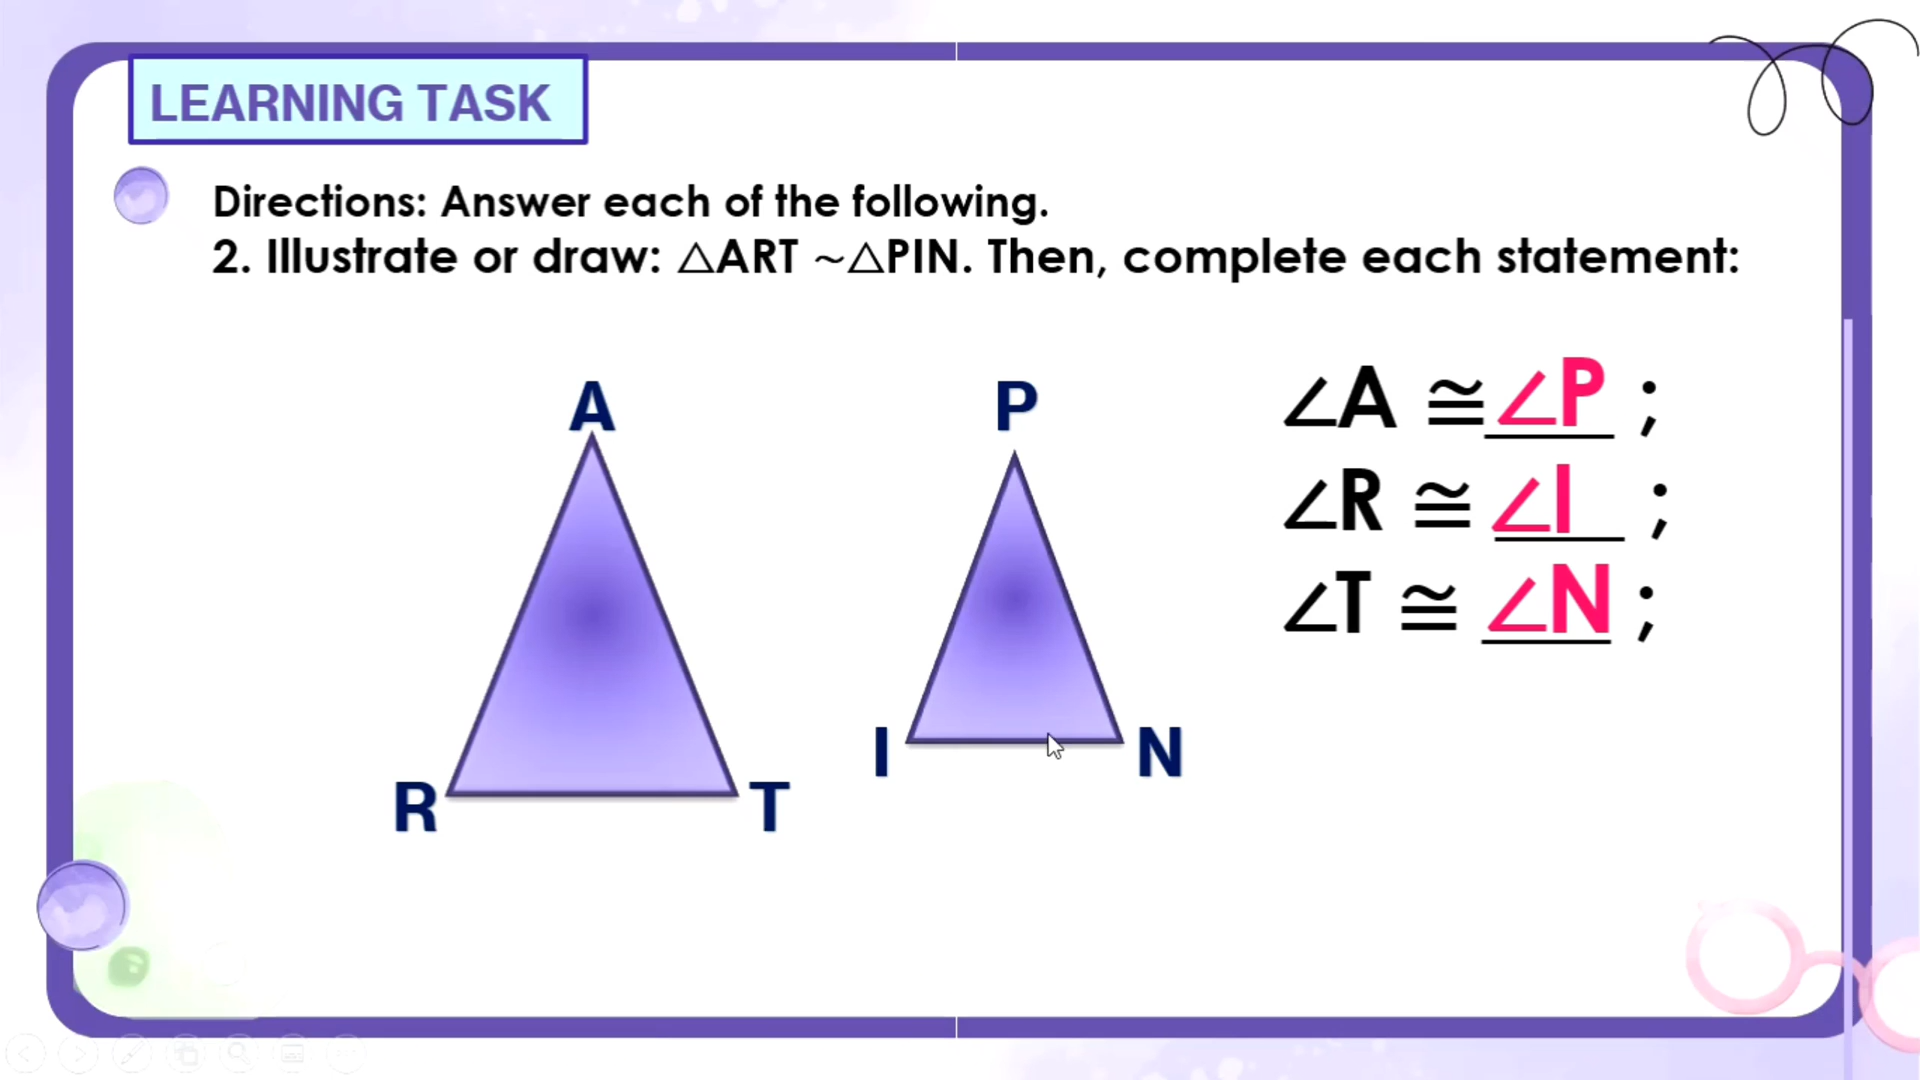 LEARNING TASK
Directions: Answer each of the following.
2. Illustrate or draw: △ART ~△PIN. Then, complete each statement:
A
R
T
P
I
N
∠A ≅ ∠P ;
∠R ≅ ∠I ;
∠T ≅ ∠N ;